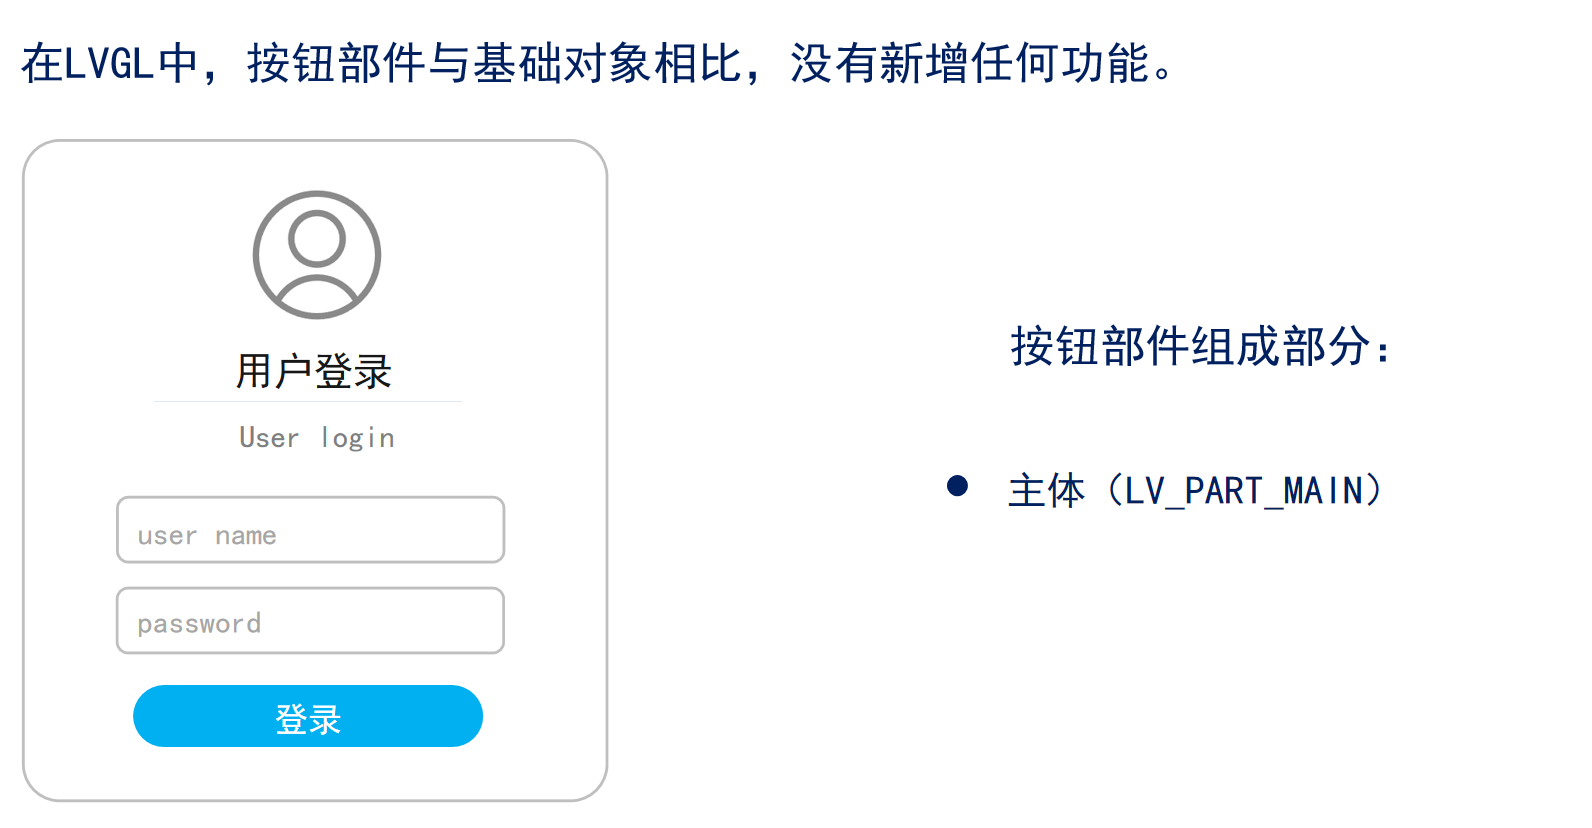 在LVGL中，按钮部件与基础对象相比，没有新增任何功能。
用户登录
User login
user name
password
登录
按钮部件组成部分：
● 主体（LV_PART_MAIN）